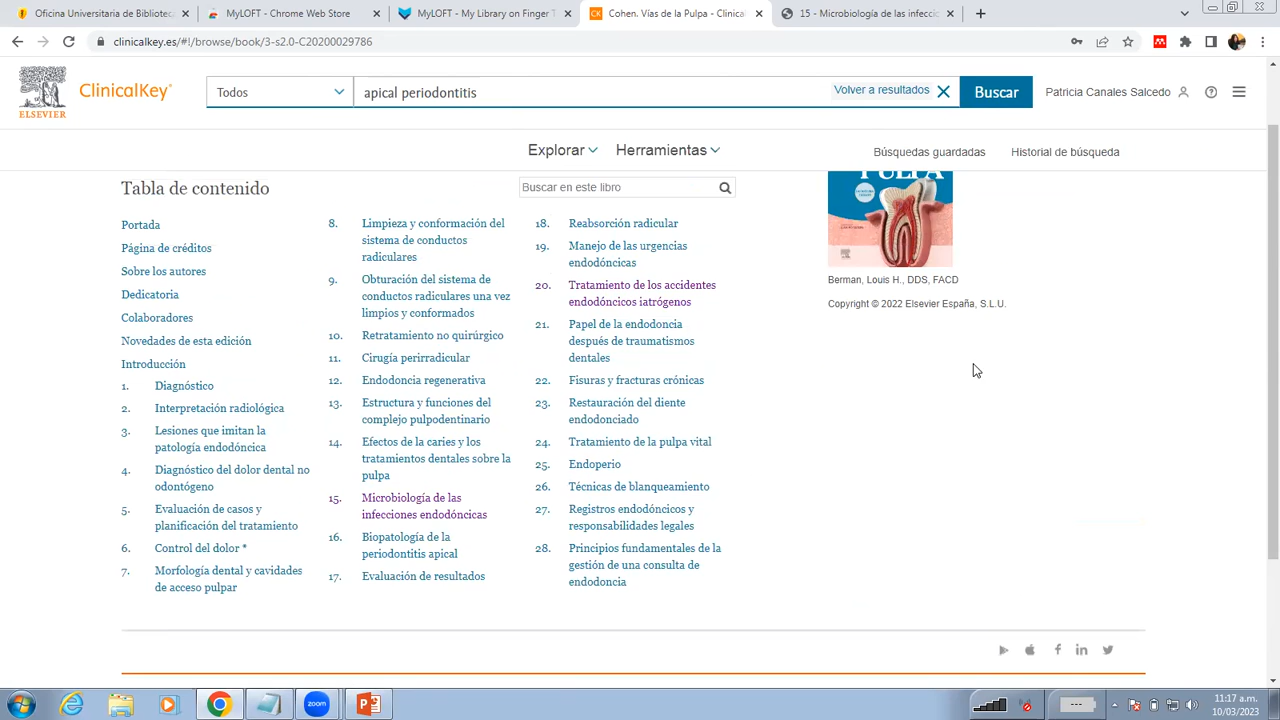 Oficina Universitaria de Bibliotec
MyLOFT - Chrome Web Store
MyLOFT - My Library on Finger T
Cohen. Vías de la Pulpa - Clinical
15 - Microbiología de las infecci
clinicalkey.es/#!/browse/book/3-s2.0-C20200029786
ELSEVIER
ClinicalKey®
Todos
apical periodontitis
Volver a resultados
Buscar
Patricia Canales Salcedo
Explorar
Herramientas
Búsquedas guardadas
Historial de búsqueda
Tabla de contenido
Buscar en este libro
Portada
Página de créditos
Sobre los autores
Dedicatoria
Colaboradores
Novedades de esta edición
Introducción
1. Diagnóstico
2. Interpretación radiológica
3. Lesiones que imitan la
patología endodóncica
4. Diagnóstico del dolor dental no
odontógeno
5. Evaluación de casos y
planificación del tratamiento
6. Control del dolor *
7. Morfología dental y cavidades
de acceso pulpar
8. Limpieza y conformación del
sistema de conductos
radiculares
9. Obturación del sistema de
conductos radiculares una vez
limpios y conformados
10. Retratamiento no quirúrgico
11. Cirugía perirradicular
12. Endodoncia regenerativa
13. Estructura y funciones del
complejo pulpodentinario
14. Efectos de la caries y los
tratamientos dentales sobre la
pulpa
15. Microbiología de las
infecciones endodóncicas
16. Biopatología de la
periodontitis apical
17. Evaluación de resultados
18. Reabsorción radicular
19. Manejo de las urgencias
endodóncicas
20. Tratamiento de los accidentes
endodóncicos iatrógenos
21. Papel de la endodoncia
después de traumatismos
dentales
22. Fisuras y fracturas crónicas
23. Restauración del diente
endodonciado
24. Tratamiento de la pulpa vital
25. Endoperio
26. Técnicas de blanqueamiento
27. Registros endodóncicos y
responsabilidades legales
28. Principios fundamentales de la
gestión de una consulta de
endodoncia
PULPA
Berman, Louis H., DDS, FACD
Copyright © 2022 Elsevier España, S.L.U.
zoom
11:17 a.m.
10/03/2023